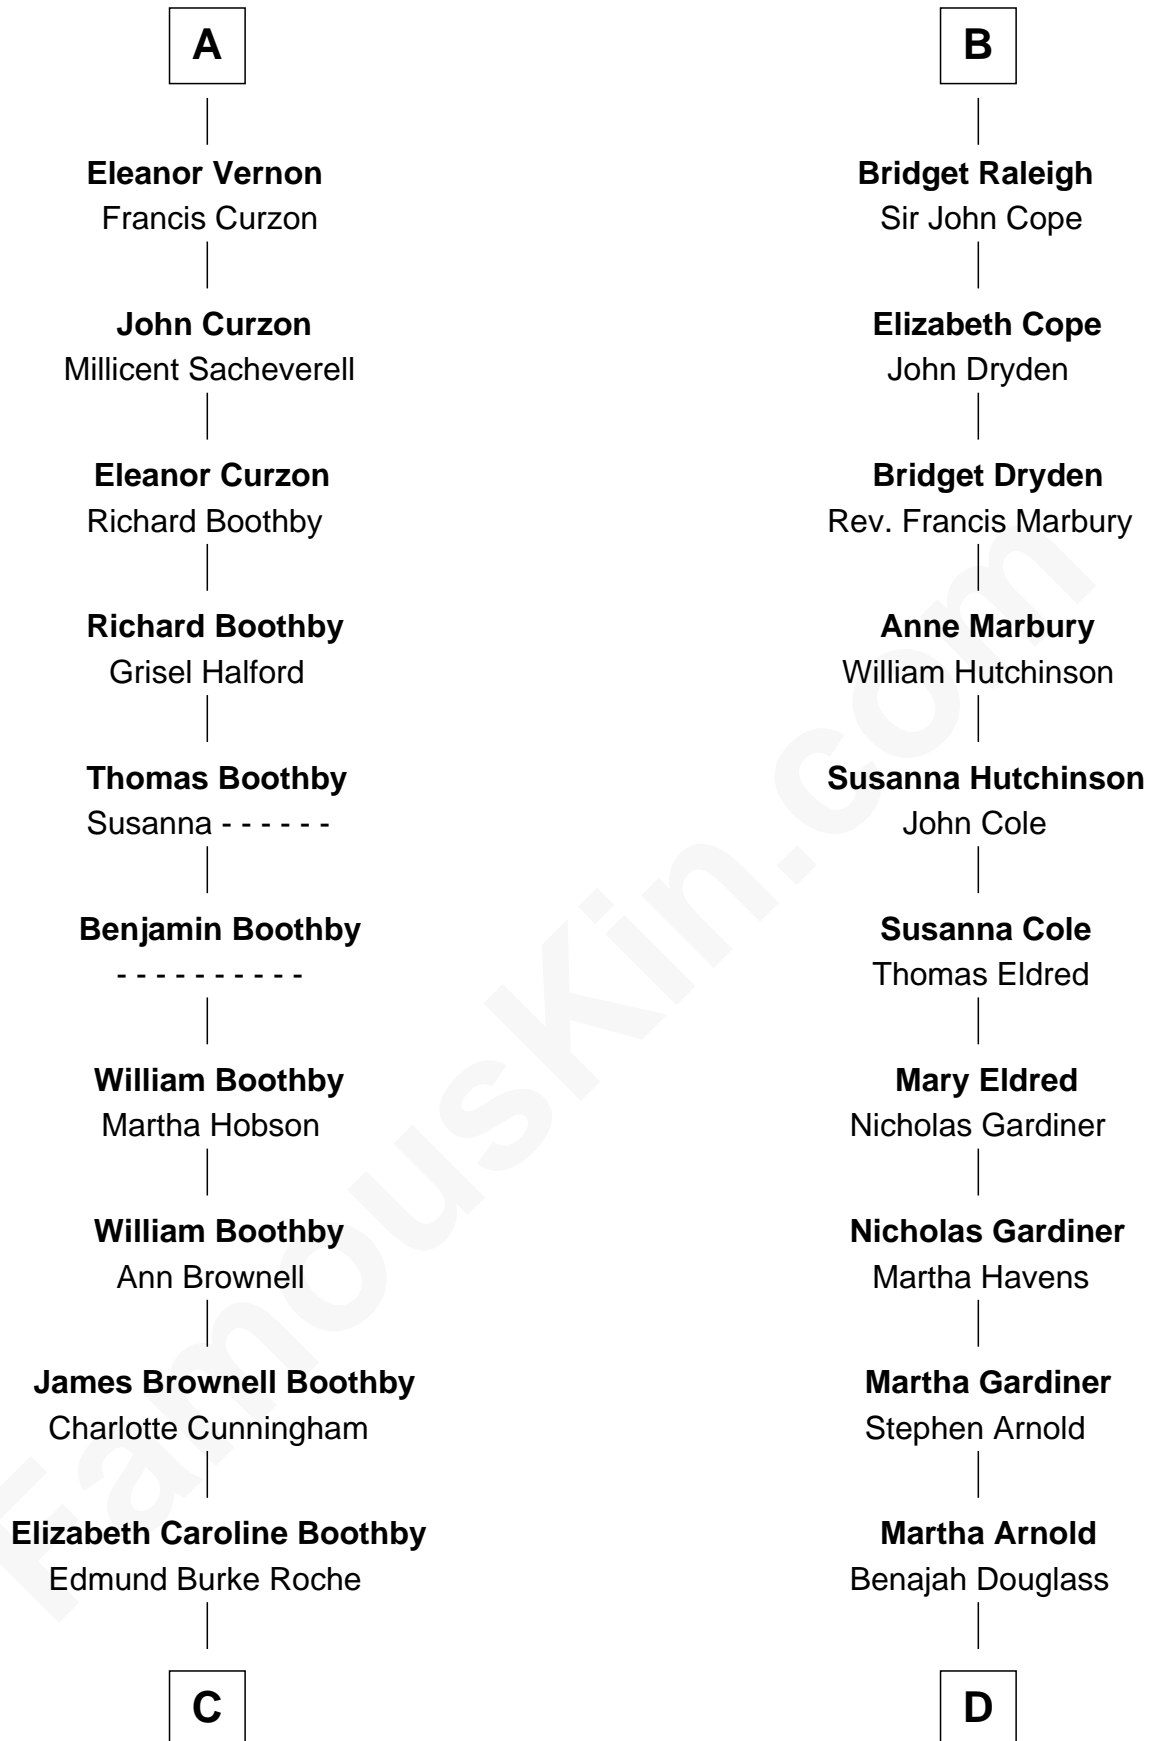 A
Eleanor Vernon
Francis Curzon
John Curzon
Millicent Sacheverell
Eleanor Curzon
Richard Boothby
Richard Boothby
Grisel Halford
Thomas Boothby
Susanna - - - - - -
Benjamin Boothby
- - - - - - - - - -
William Boothby
Martha Hobson
William Boothby
Ann Brownell
James Brownell Boothby
Charlotte Cunningham
Elizabeth Caroline Boothby
Edmund Burke Roche
C
B
Bridget Raleigh
Sir John Cope
Elizabeth Cope
John Dryden
Bridget Dryden
Rev. Francis Marbury
Anne Marbury
William Hutchinson
Susanna Hutchinson
John Cole
Susanna Cole
Thomas Eldred
Mary Eldred
Nicholas Gardiner
Nicholas Gardiner
Martha Havens
Martha Gardiner
Stephen Arnold
Martha Arnold
Benajah Douglass
D
FamousKin.com